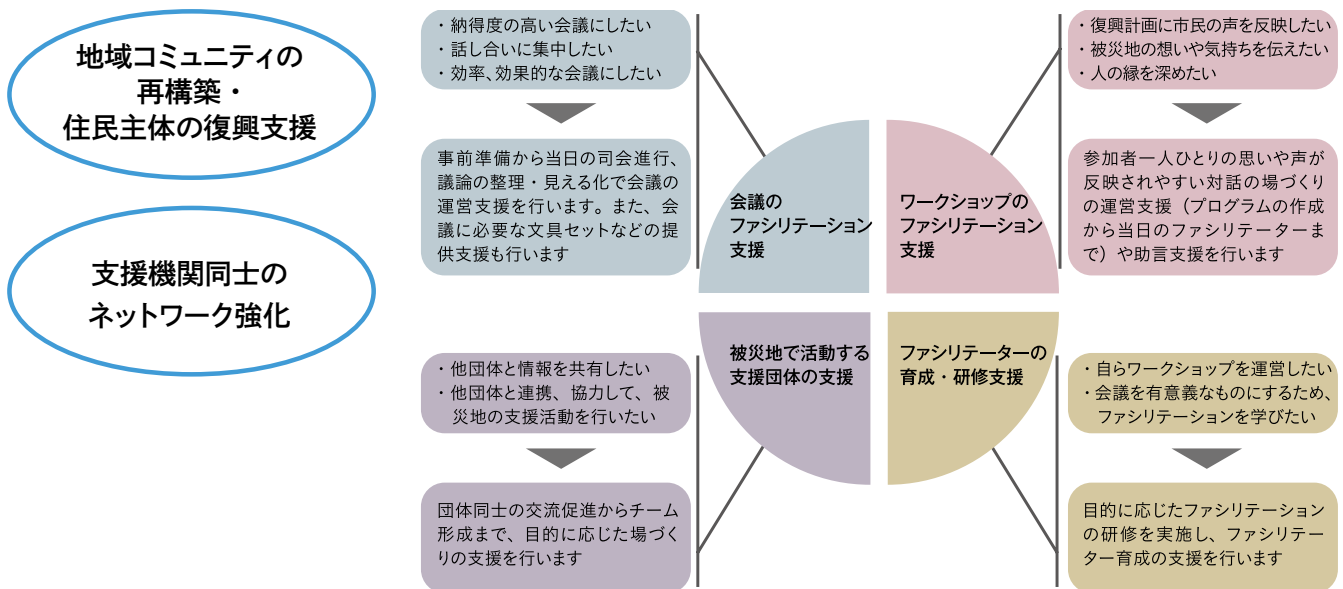 地域コミュニティの
再構築・
住民主体の復興支援
支援機関同士の
ネットワーク強化
・納得度の高い会議にしたい
・話し合いに集中したい
・効率、効果的な会議にしたい
事前準備から当日の司会進行、
議論の整理・見える化で会議の
運営支援を行います。また、会
議に必要な文具セットなどの提
供支援も行います
会議の
ファシリテーション
支援
ワークショップの
ファシリテーション
支援
・復興計画に市民の声を反映したい
・被災地の想いや気持ちを伝えたい
・人の縁を深めたい
参加者一人ひとりの思いや声が
反映されやすい対話の場づくり
の運営支援（プログラムの作成
から当日のファシリテーターま
で）や助言支援を行います
・他団体と情報を共有したい
・他団体と連携、協力して、被
災地の支援活動を行いたい
団体同士の交流促進からチーム
形成まで、目的に応じた場づく
りの支援を行います
被災地で活動する
支援団体の支援
ファシリテーターの
育成・研修支援
・自らワークショップを運営したい
・会議を有意義なものにするため、
ファシリテーションを学びたい
目的に応じたファシリテーション
の研修を実施し、ファシリテー
ター育成の支援を行います